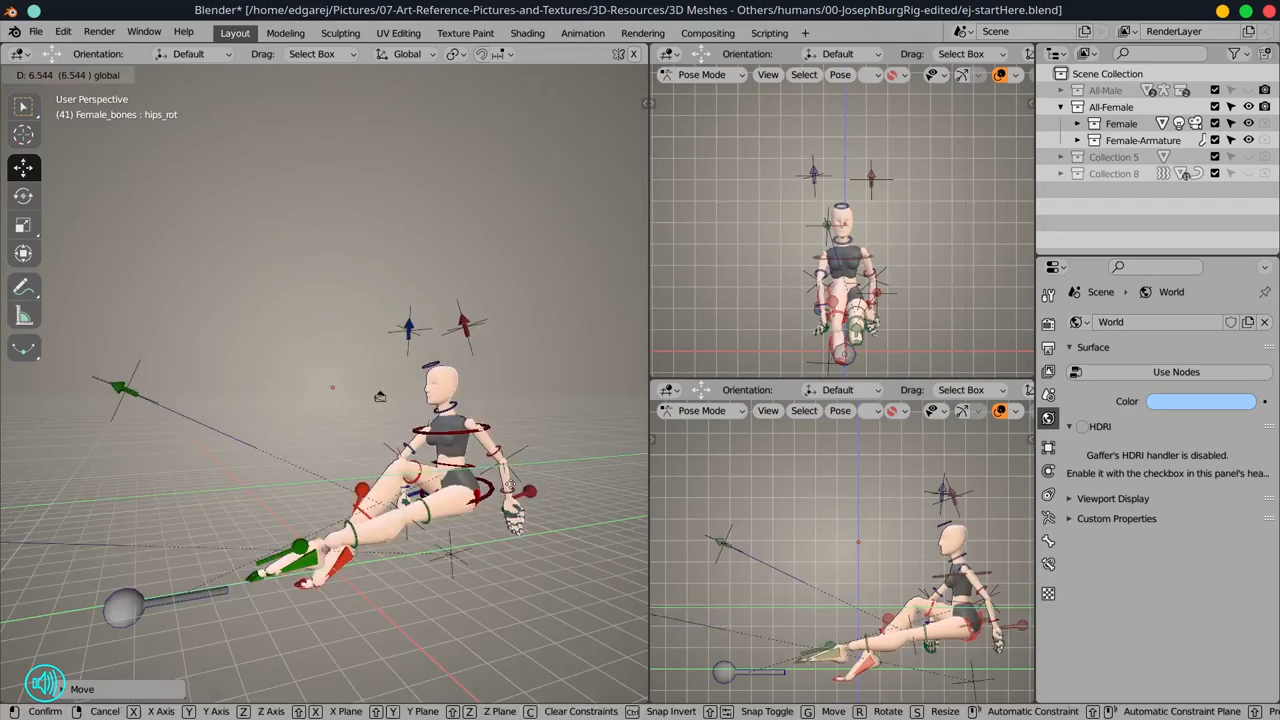 Blender* [/home/edgarej/Pictures/07-Art-Reference-Pictures-and-Textures/3D-Resources/3D Meshes - Others/humans/00-JosephBurgRig-edited/ej-startHere.blend]
File Edit Render Window Help Layout Modeling Sculpting UV Editing Texture Paint Shading Animation Rendering Compositing Scripting + Scene RenderLayer
Orientation: Default Drag: Select Box Global X
Orientation: Default Drag: Select Box
D: 6.544 (6.544 ) global
Pose Mode View Select Pose
User Perspective
(41) Female_bones : hips_rot
Scene Collection
All-Male
All-Female
Female
Female-Armature
Collection 5
Collection 8
Scene World
World
Surface
Use Nodes
Color
HDRI
Gaffer's HDRI handler is disabled.
Enable it with the checkbox in this panel's hea...
Viewport Display
Custom Properties
Orientation: Default Drag: Select Box
Pose Mode View Select Pose
Move
Confirm Cancel X X Axis Y Y Axis Z Z Axis X X Plane Y Y Plane Z Z Plane C Clear Constraints Ctrl Snap Invert Snap Toggle G Move R Rotate S Resize Automatic Constraint Automatic Constraint Plane